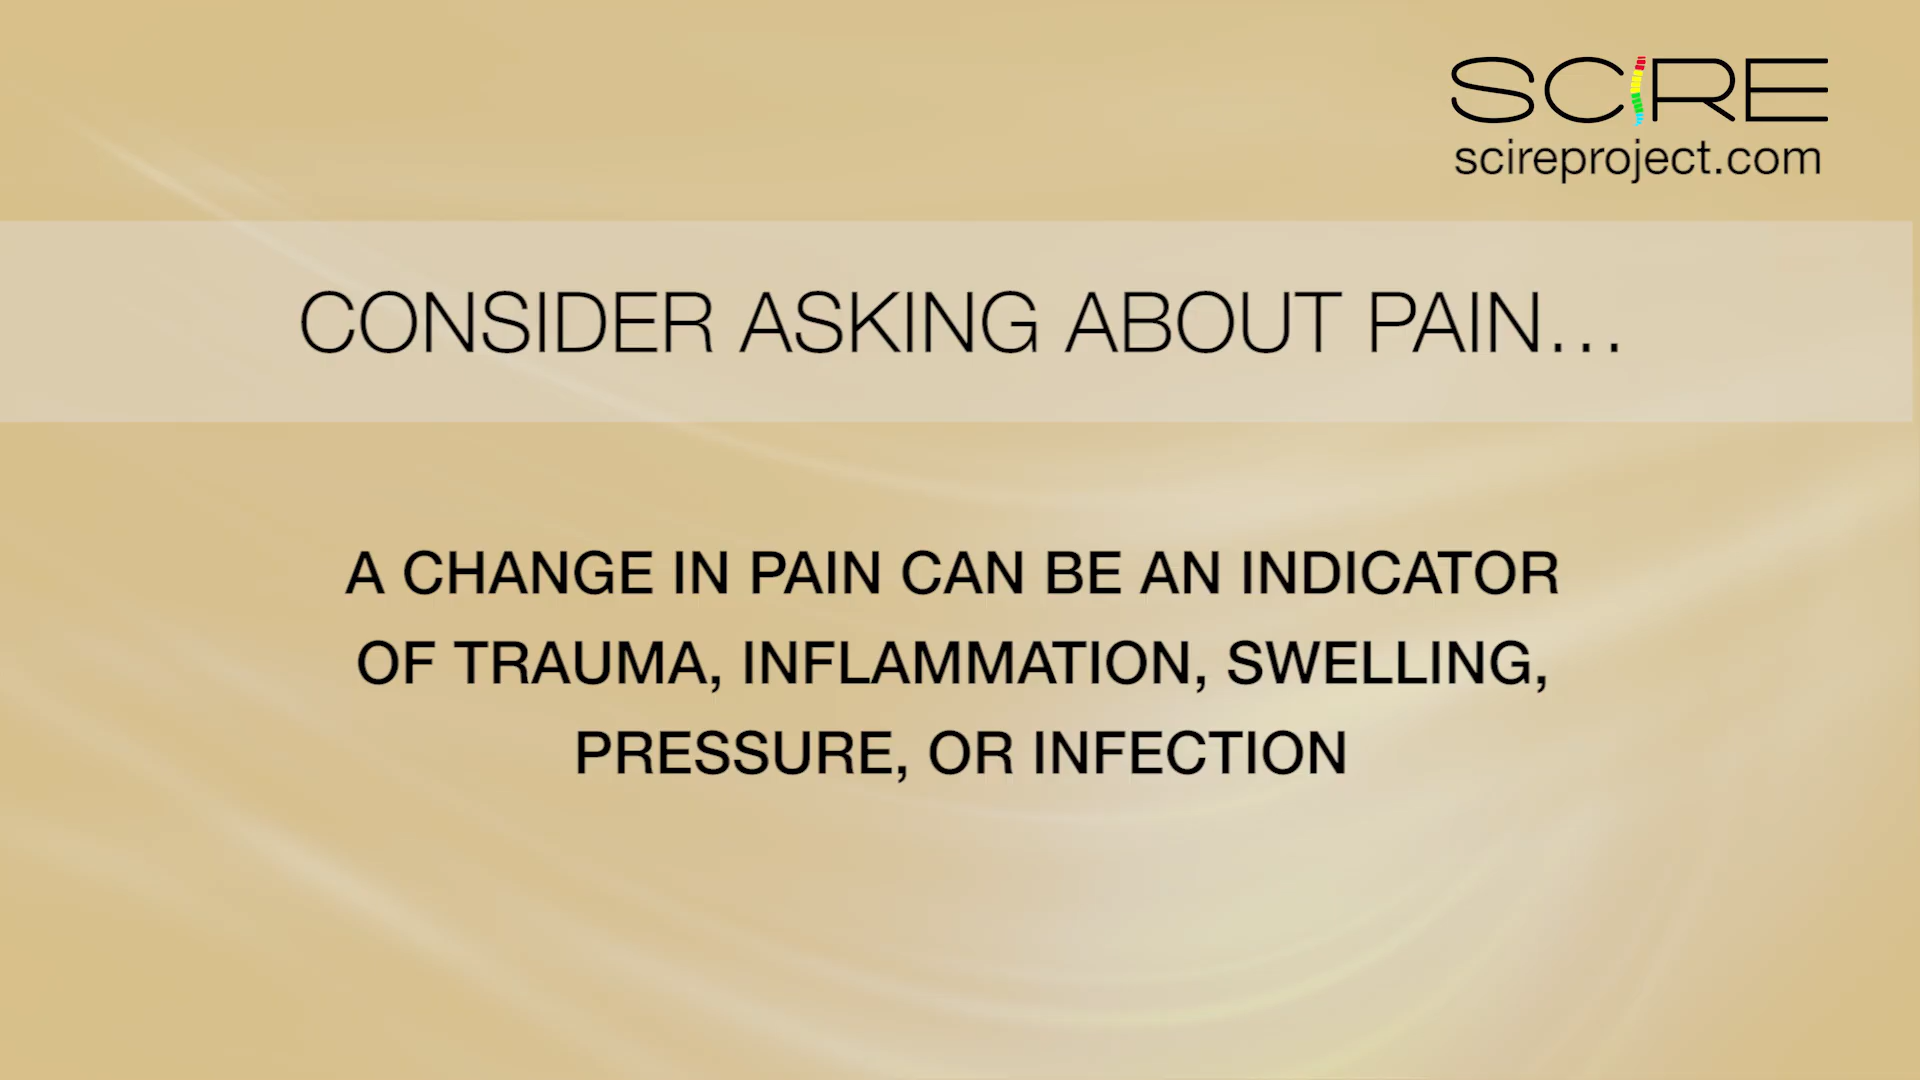 SCIRE
scireproject.com
CONSIDER ASKING ABOUT PAIN…
A CHANGE IN PAIN CAN BE AN INDICATOR
OF TRAUMA, INFLAMMATION, SWELLING,
PRESSURE, OR INFECTION